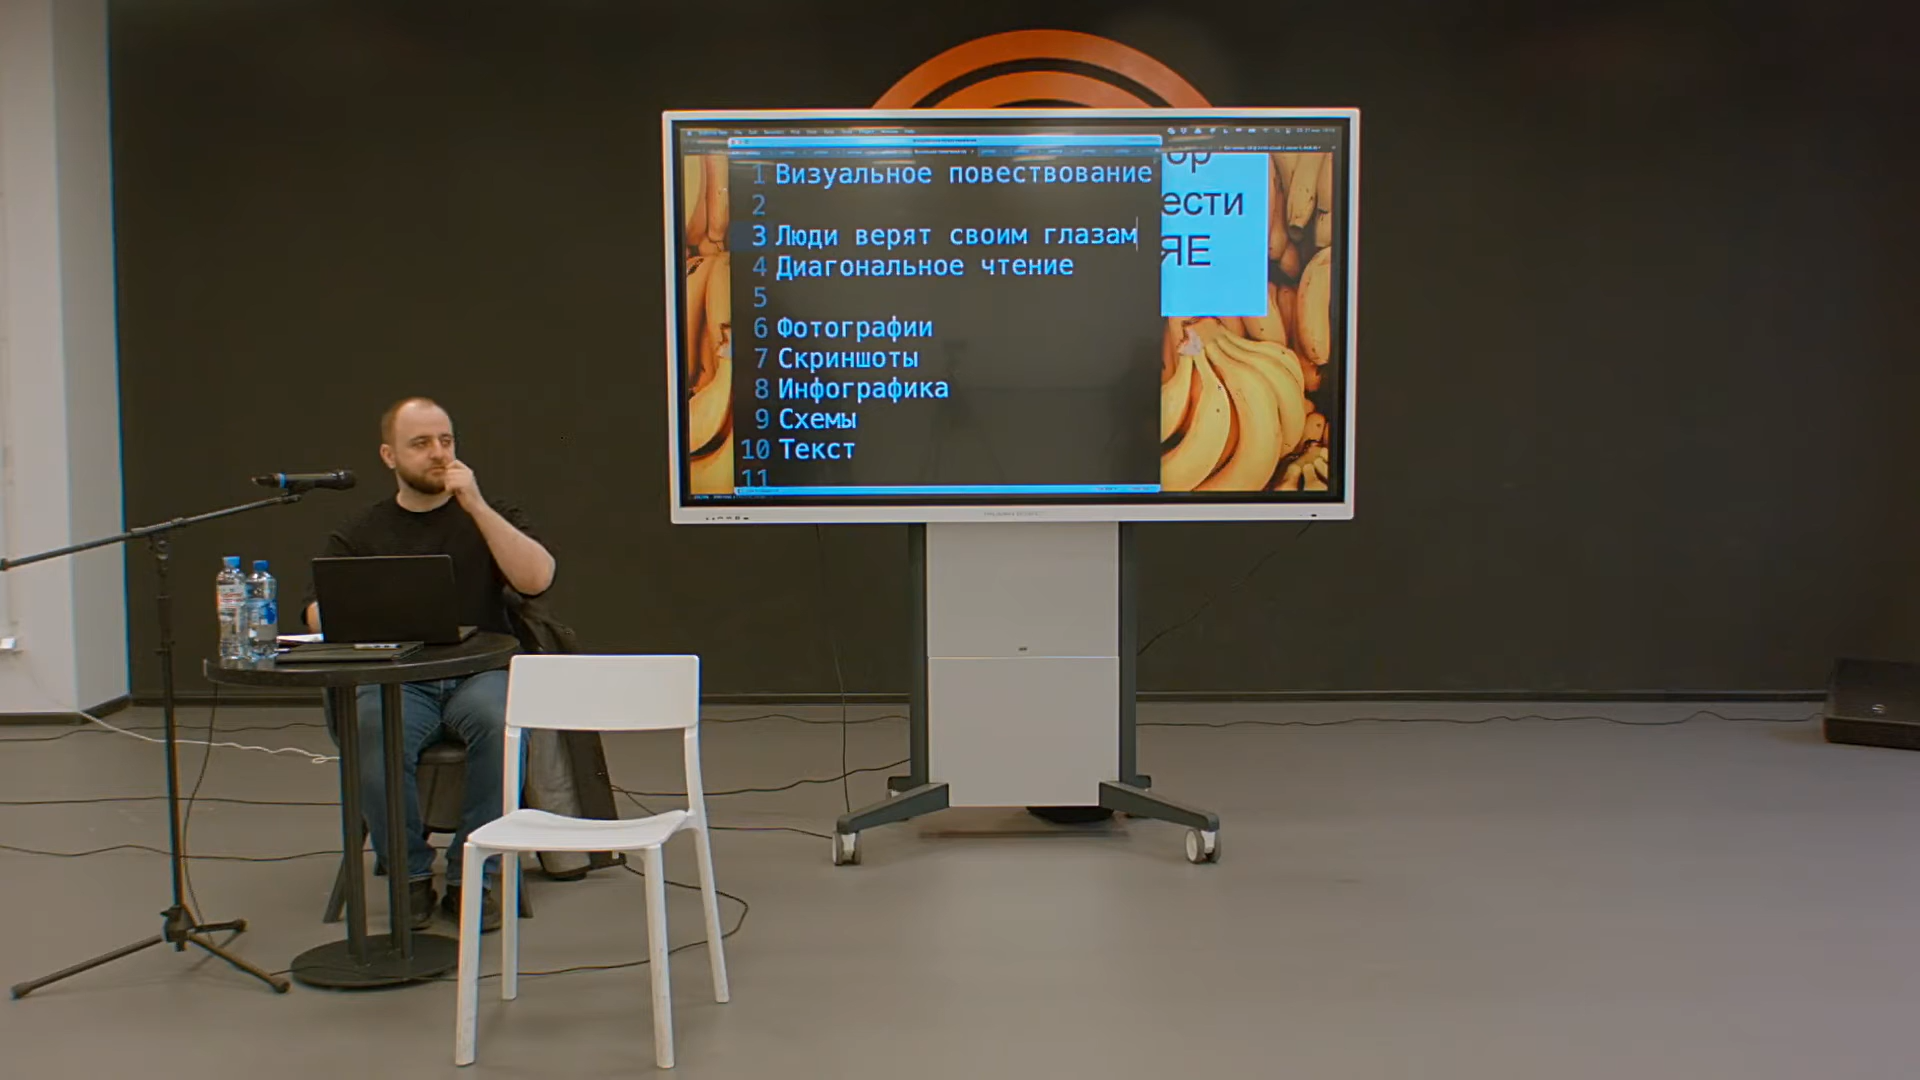 1 Визуальное повествование
2
3 Люди верят своим глазам
4 Диагональное чтение
5
6 Фотографии
7 Скриншоты
8 Инфографика
9 Схемы
10 Текст
11
ор
ести
ЯЕ